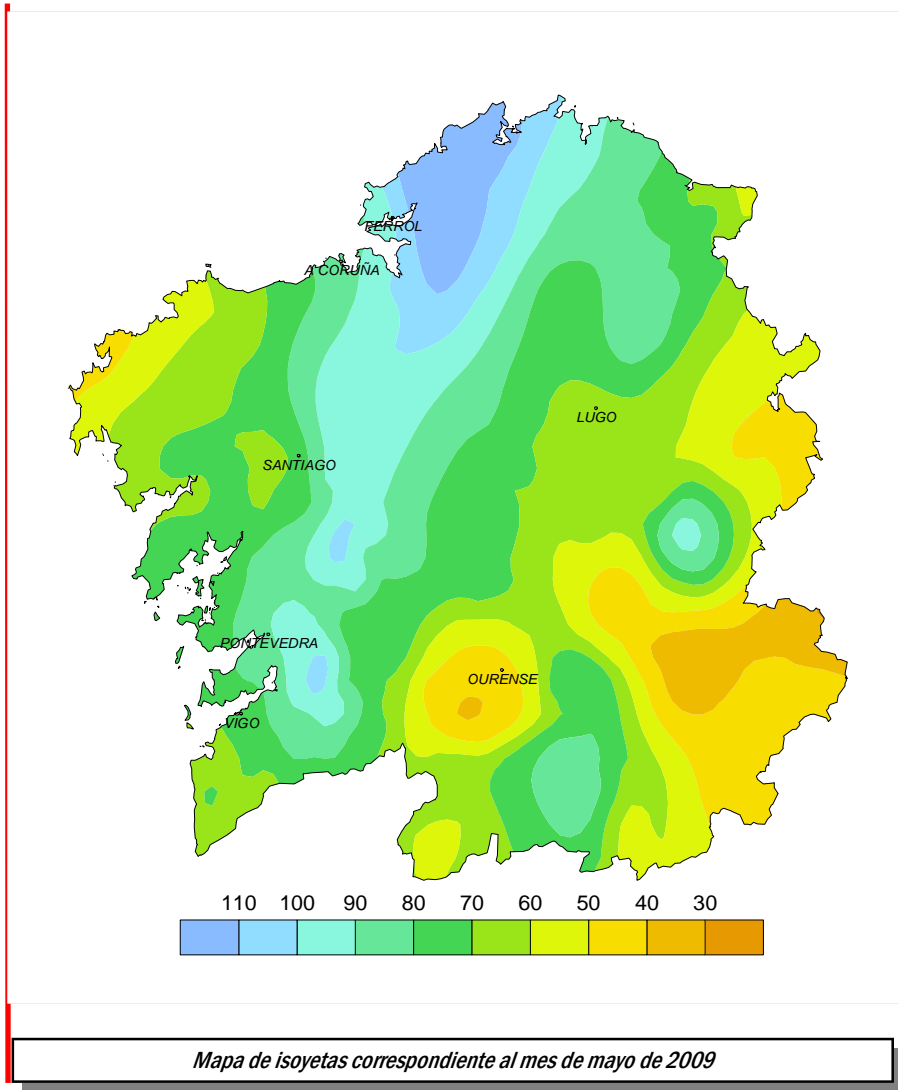 FERROL
A CORUÑA
LUGO
SANTIAGO
PONTEVEDRA
OURENSE
VIGO
110 100 90 80 70 60 50 40 30
Mapa de isoyetas correspondiente al mes de mayo de 2009